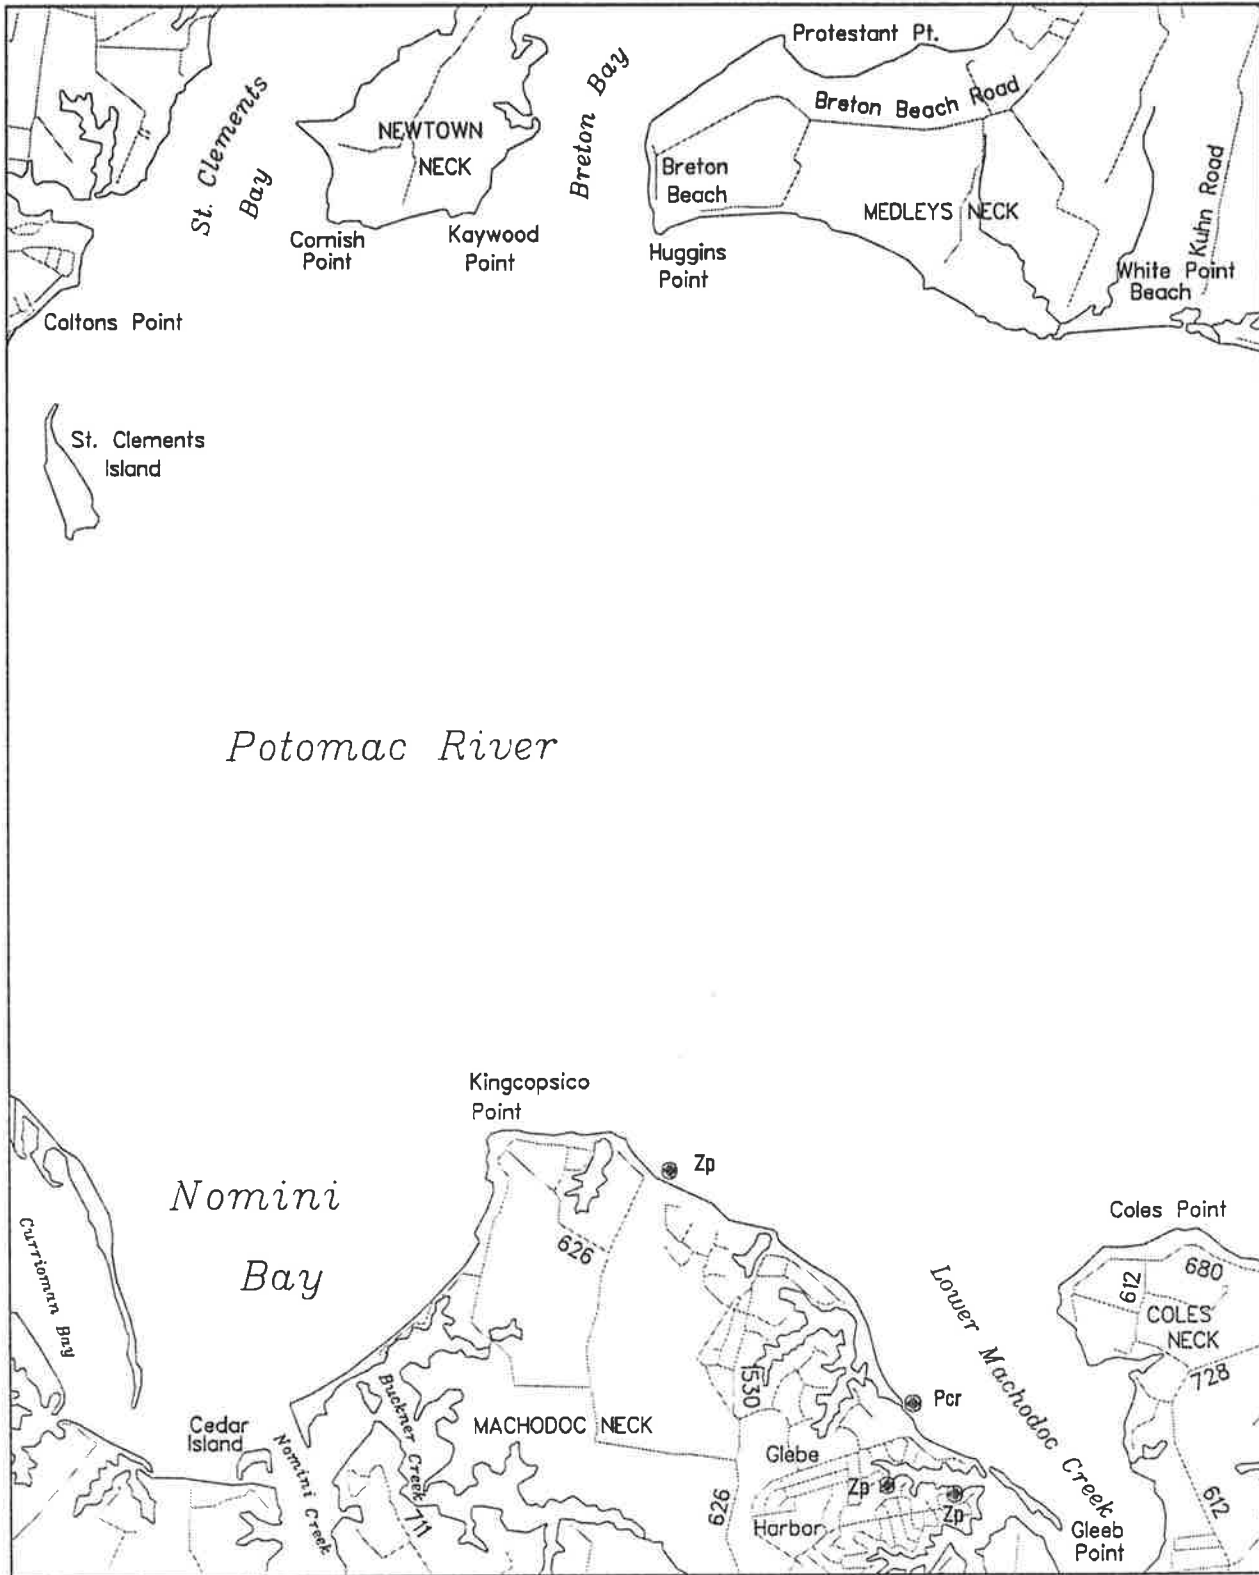 Protestant Pt.
Breton Beach Road
St. Clements
Bay
NEWTOWN
NECK
Breton Bay
Breton
Beach
MEDLEYS NECK
Kuhn Road
Cornish
Point
Kaywood
Point
Huggins
Point
White Point
Beach
Coltons Point
St. Clements
Island
Potomac River
Kingcopsico
Point
Zp
Nomini
Bay
Currioman Bay
626
Coles Point
612
680
COLES
NECK
728
Lower Machodoc Creek
1530
Pcr
Buckner Creek
MACHODOC NECK
Cedar
Island
Nomini Creek
711
Glebe
Harbor
Zp
Zp
626
612
Gleeb
Point